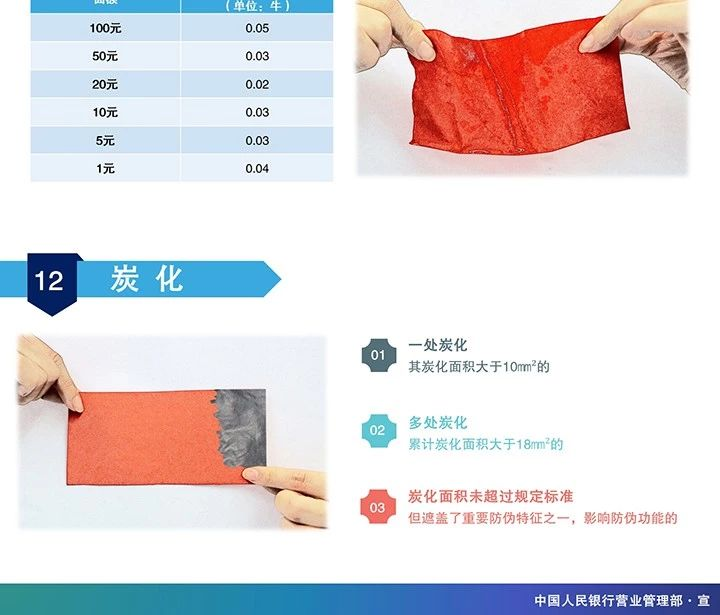 面额 （单位：牛）
100元 0.05
50元 0.03
20元 0.02
10元 0.03
5元 0.03
1元 0.04
12 炭化
01 一处炭化
其炭化面积大于10mm²的
02 多处炭化
累计炭化面积大于18mm²的
03 炭化面积未超过规定标准
但遮盖了重要防伪特征之一，影响防伪功能的
中国人民银行营业管理部·宣